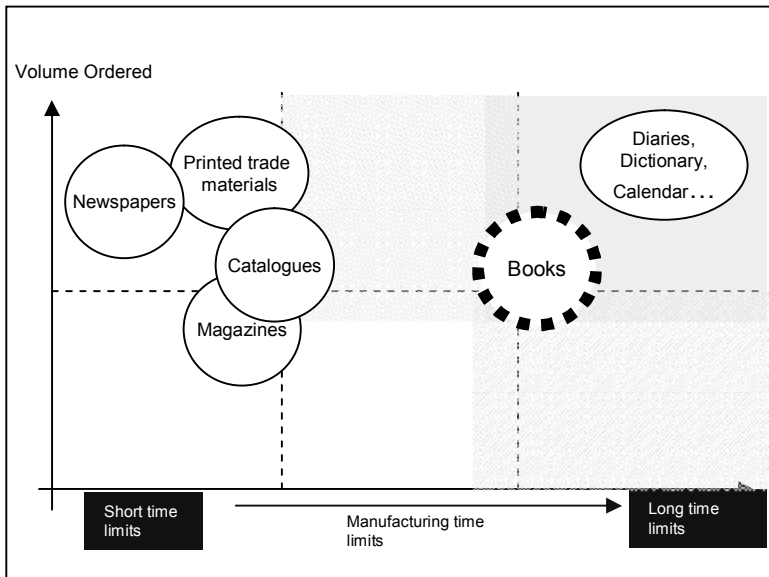 Volume Ordered
Newspapers
Printed trade
materials
Catalogues
Magazines
Books
Diaries,
Dictionary,
Calendar…
Short time
limits
Manufacturing time
limits
Long time
limits